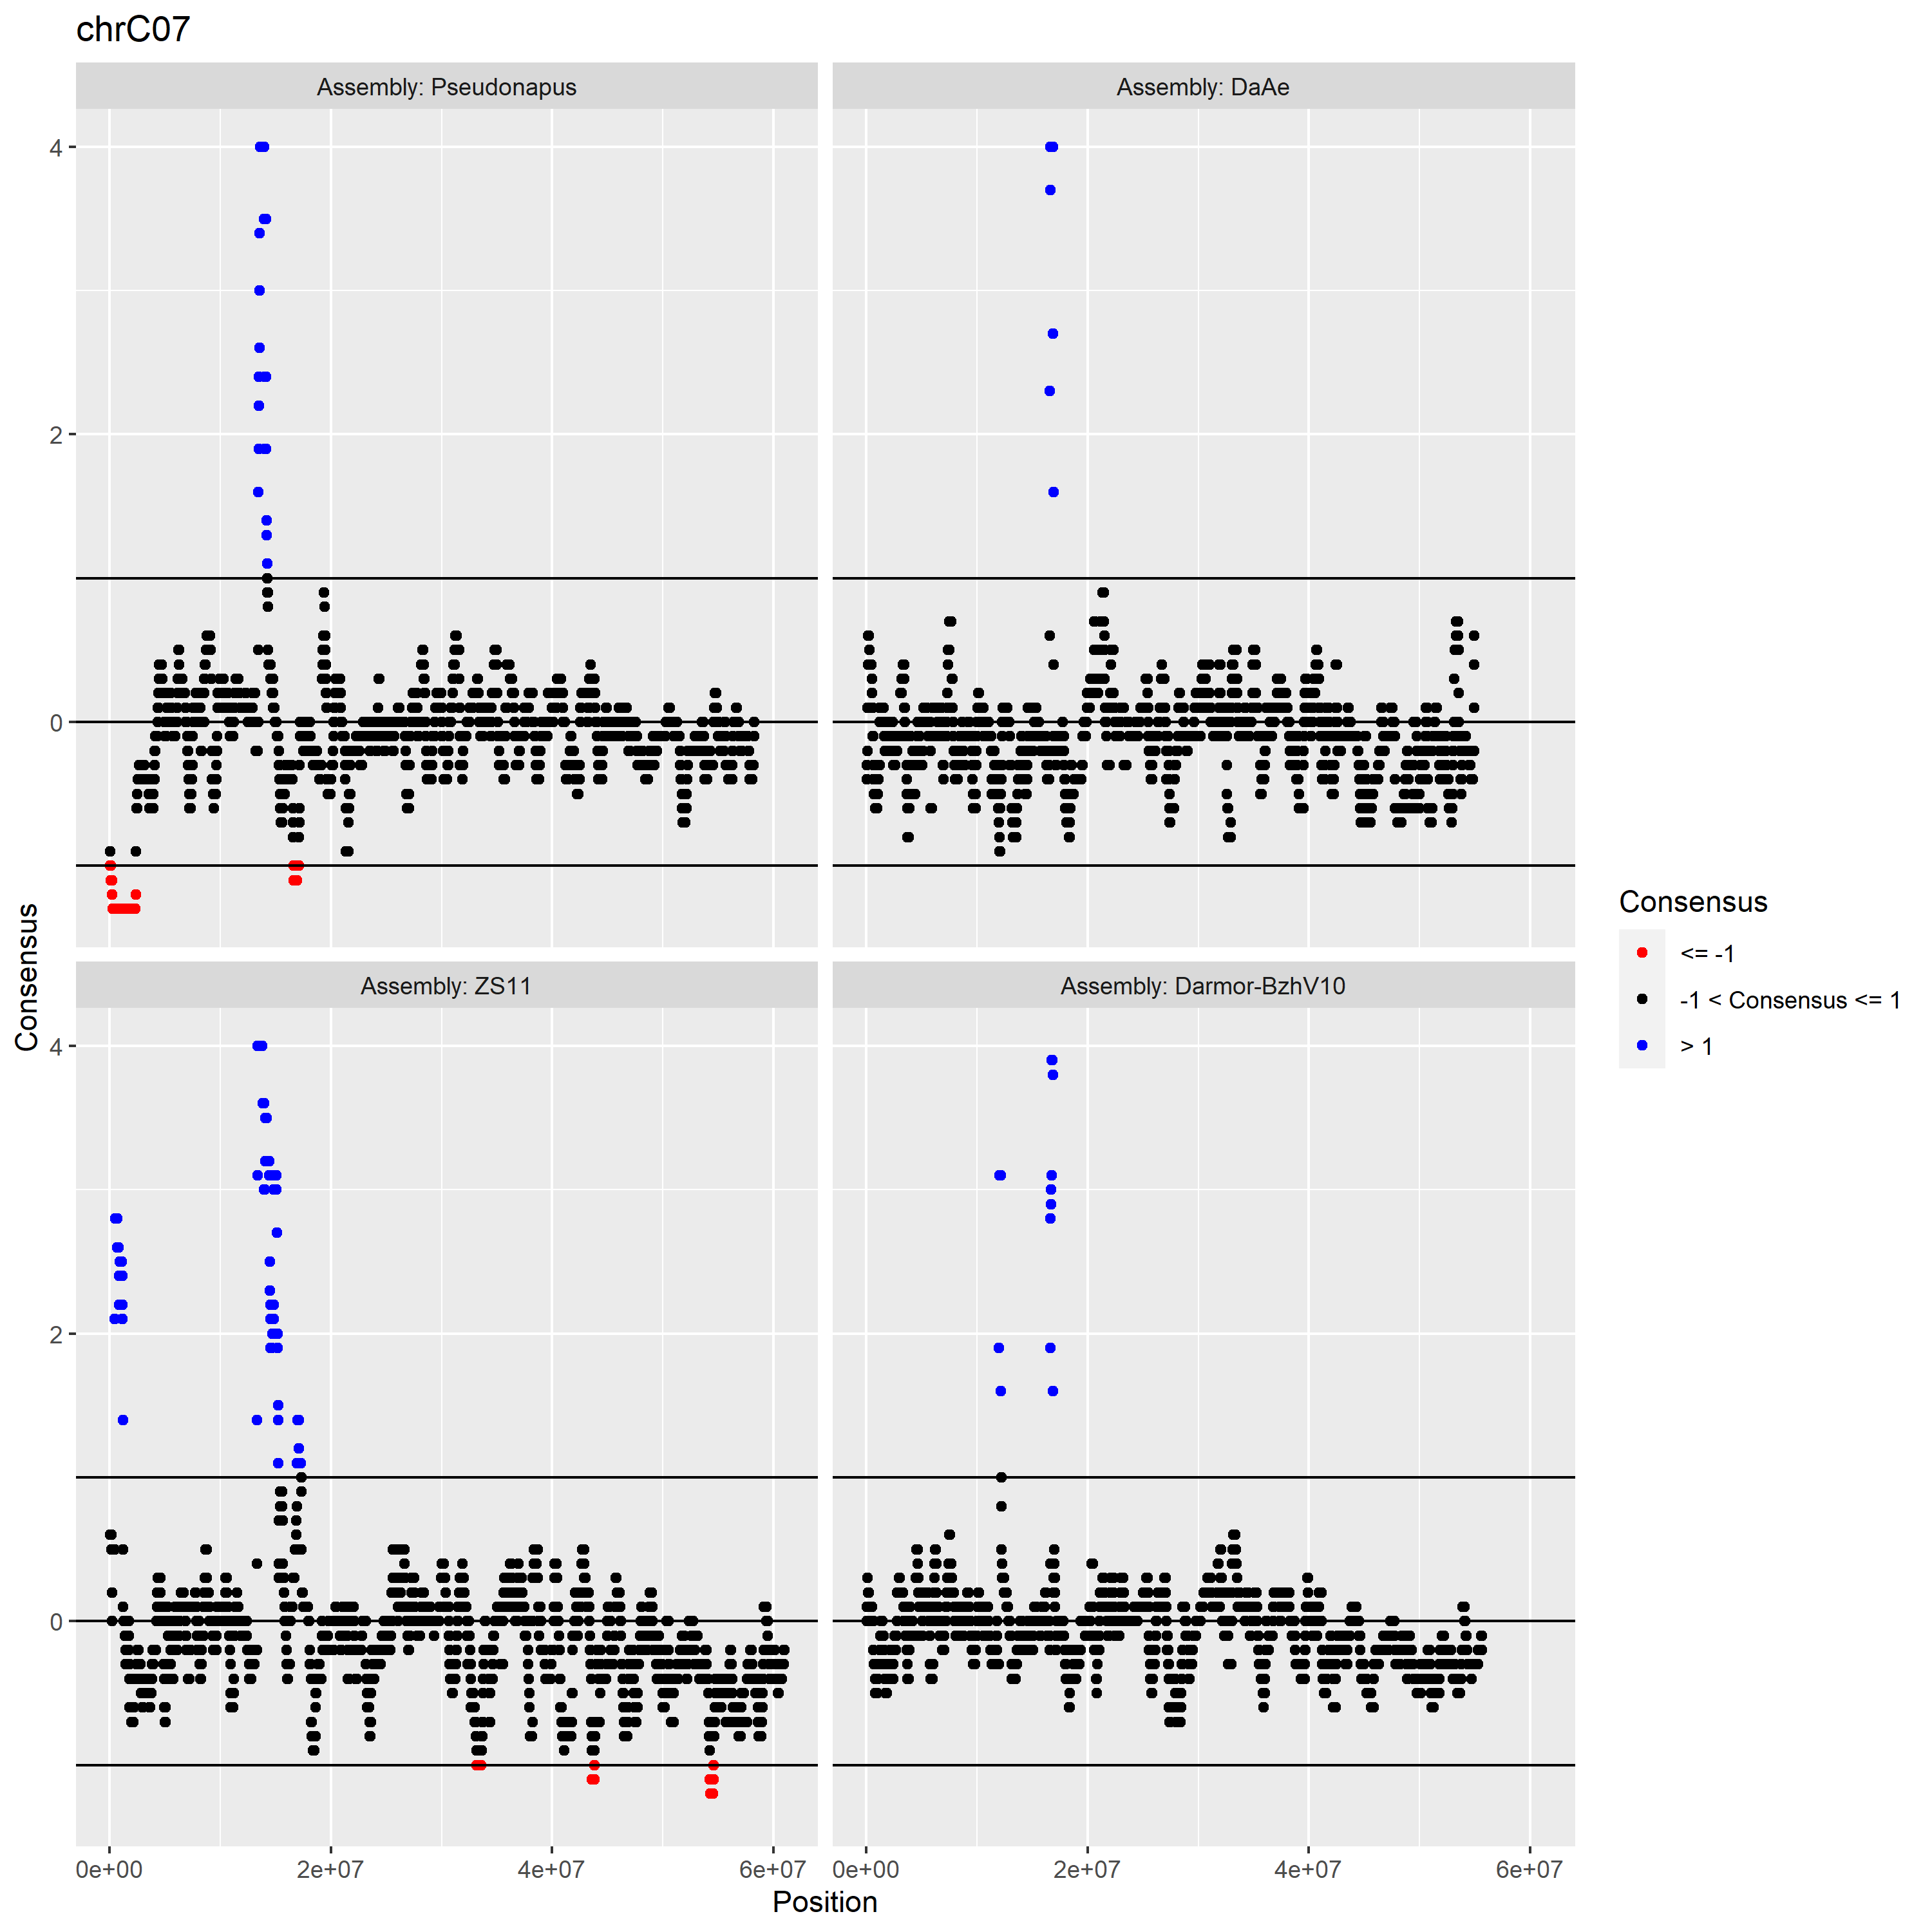 chrC07
Assembly: Pseudonapus
Assembly: DaAe
4
2
0
Assembly: ZS11
Assembly: Darmor-BzhV10
4
2
0
0e+00
2e+07
4e+07
6e+07
0e+00
2e+07
4e+07
6e+07
Position
Consensus
Consensus
<= -1
-1 < Consensus <= 1
> 1